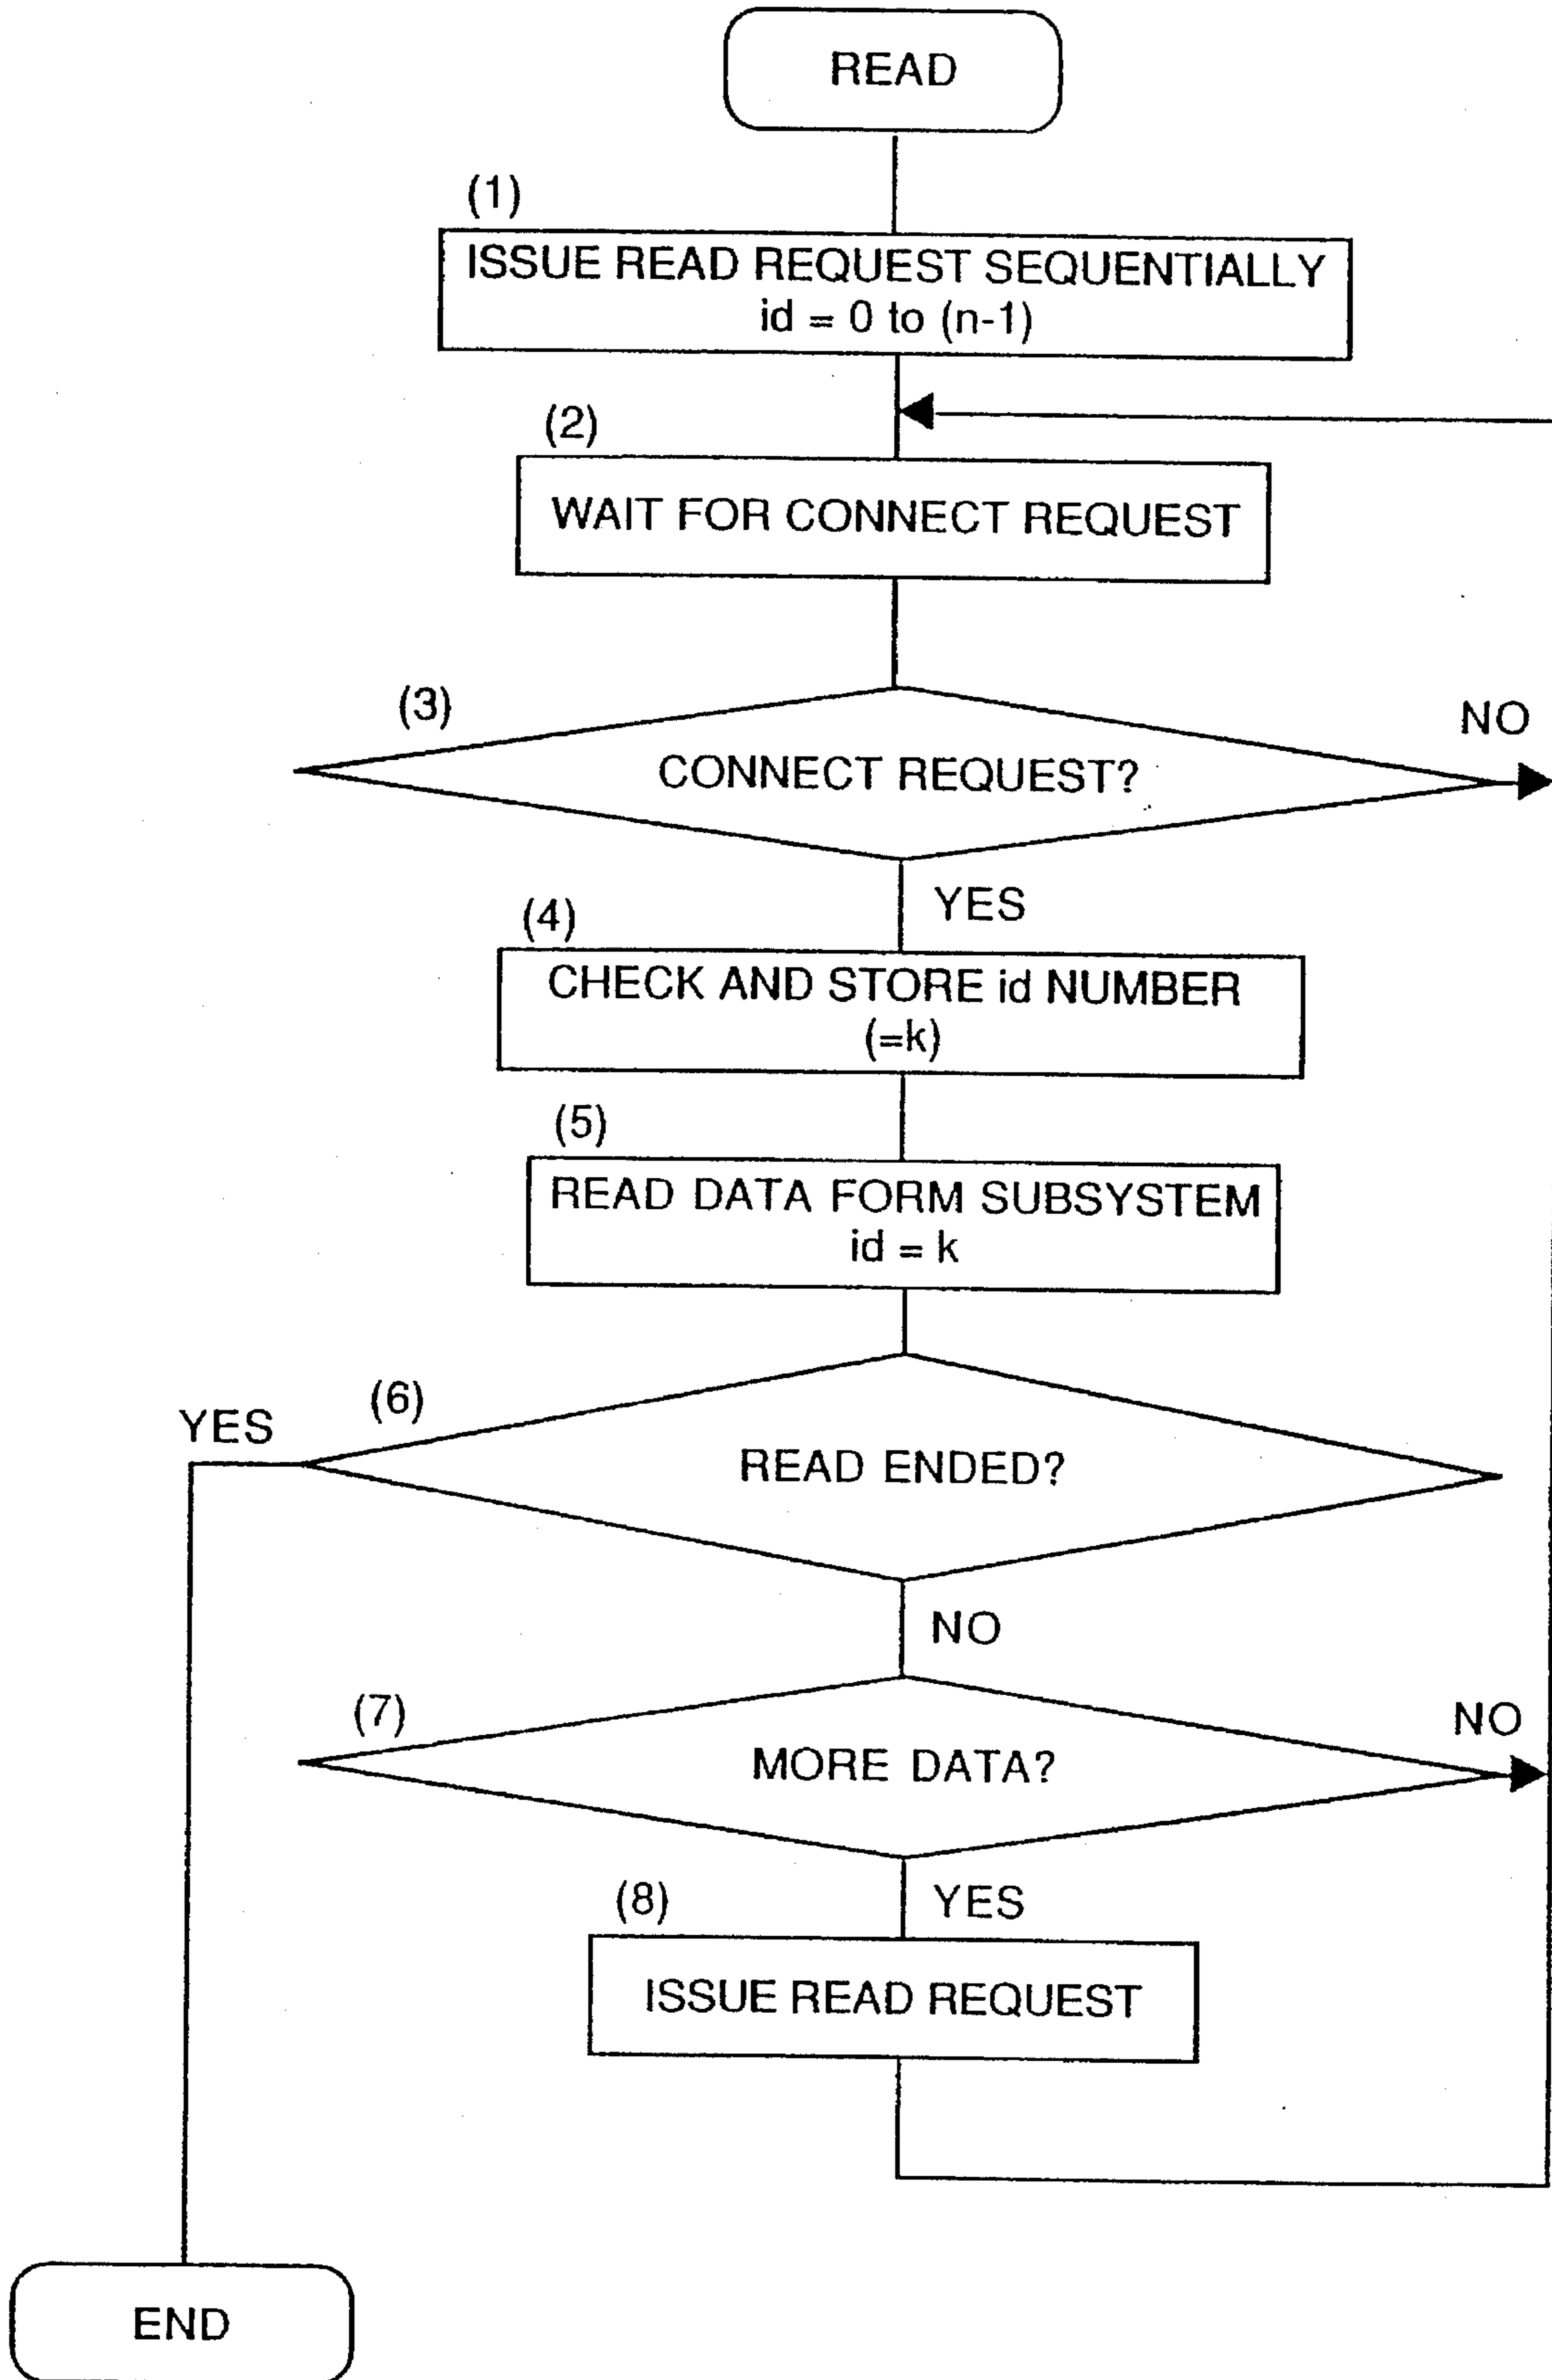 READ
(1)
ISSUE READ REQUEST SEQUENTIALLY
id = 0 to (n-1)
(2)
WAIT FOR CONNECT REQUEST
(3)
NO
CONNECT REQUEST?
YES
(4)
CHECK AND STORE id NUMBER
(=k)
(5)
READ DATA FORM SUBSYSTEM
id = k
(6)
YES
READ ENDED?
NO
(7)
NO
MORE DATA?
YES
(8)
ISSUE READ REQUEST
END